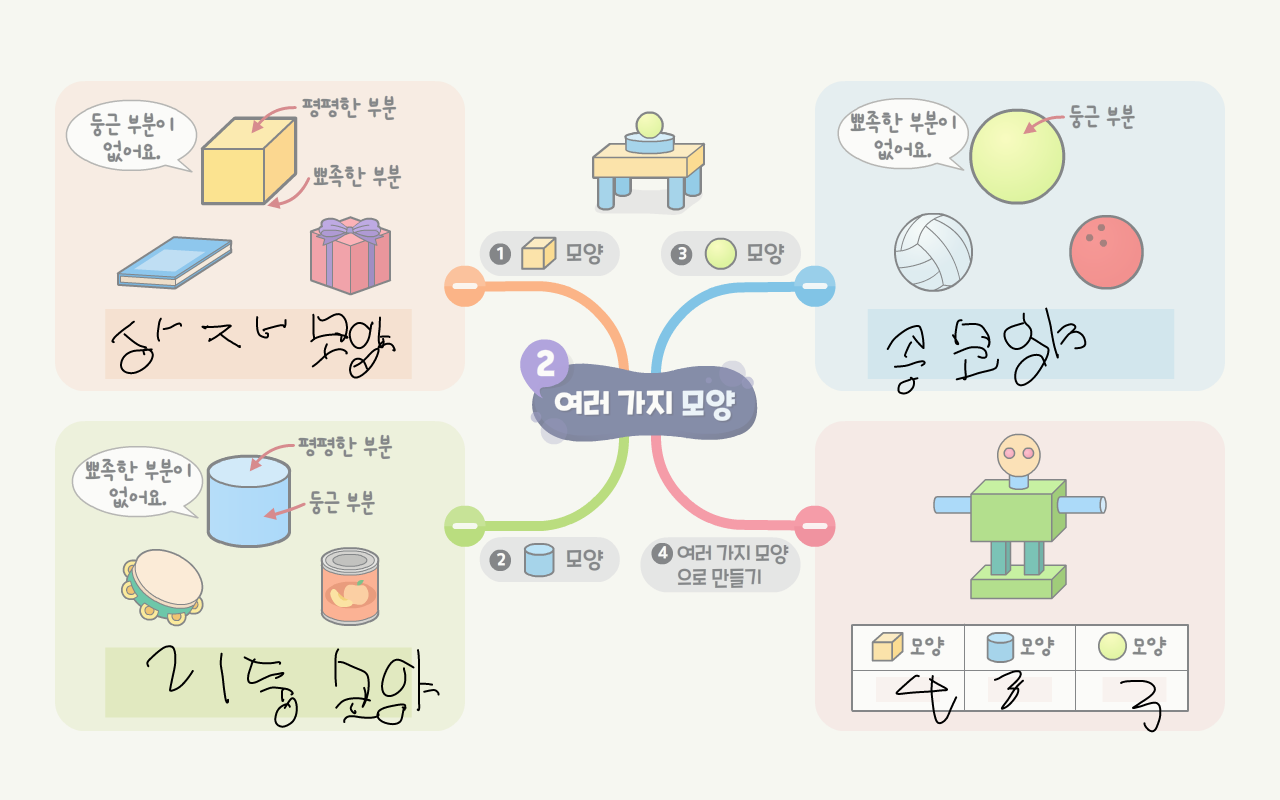 둥근 부분이
없어요.
평평한 부분
뾰족한 부분
상자 모양
1 모양
3 모양
뾰족한 부분이
없어요.
둥근 부분
공 모양
2
여러 가지 모양
뾰족한 부분이
없어요.
평평한 부분
둥근 부분
기둥 모양
2 모양
4 여러 가지 모양
으로 만들기
모양 모양 모양
4 3 3